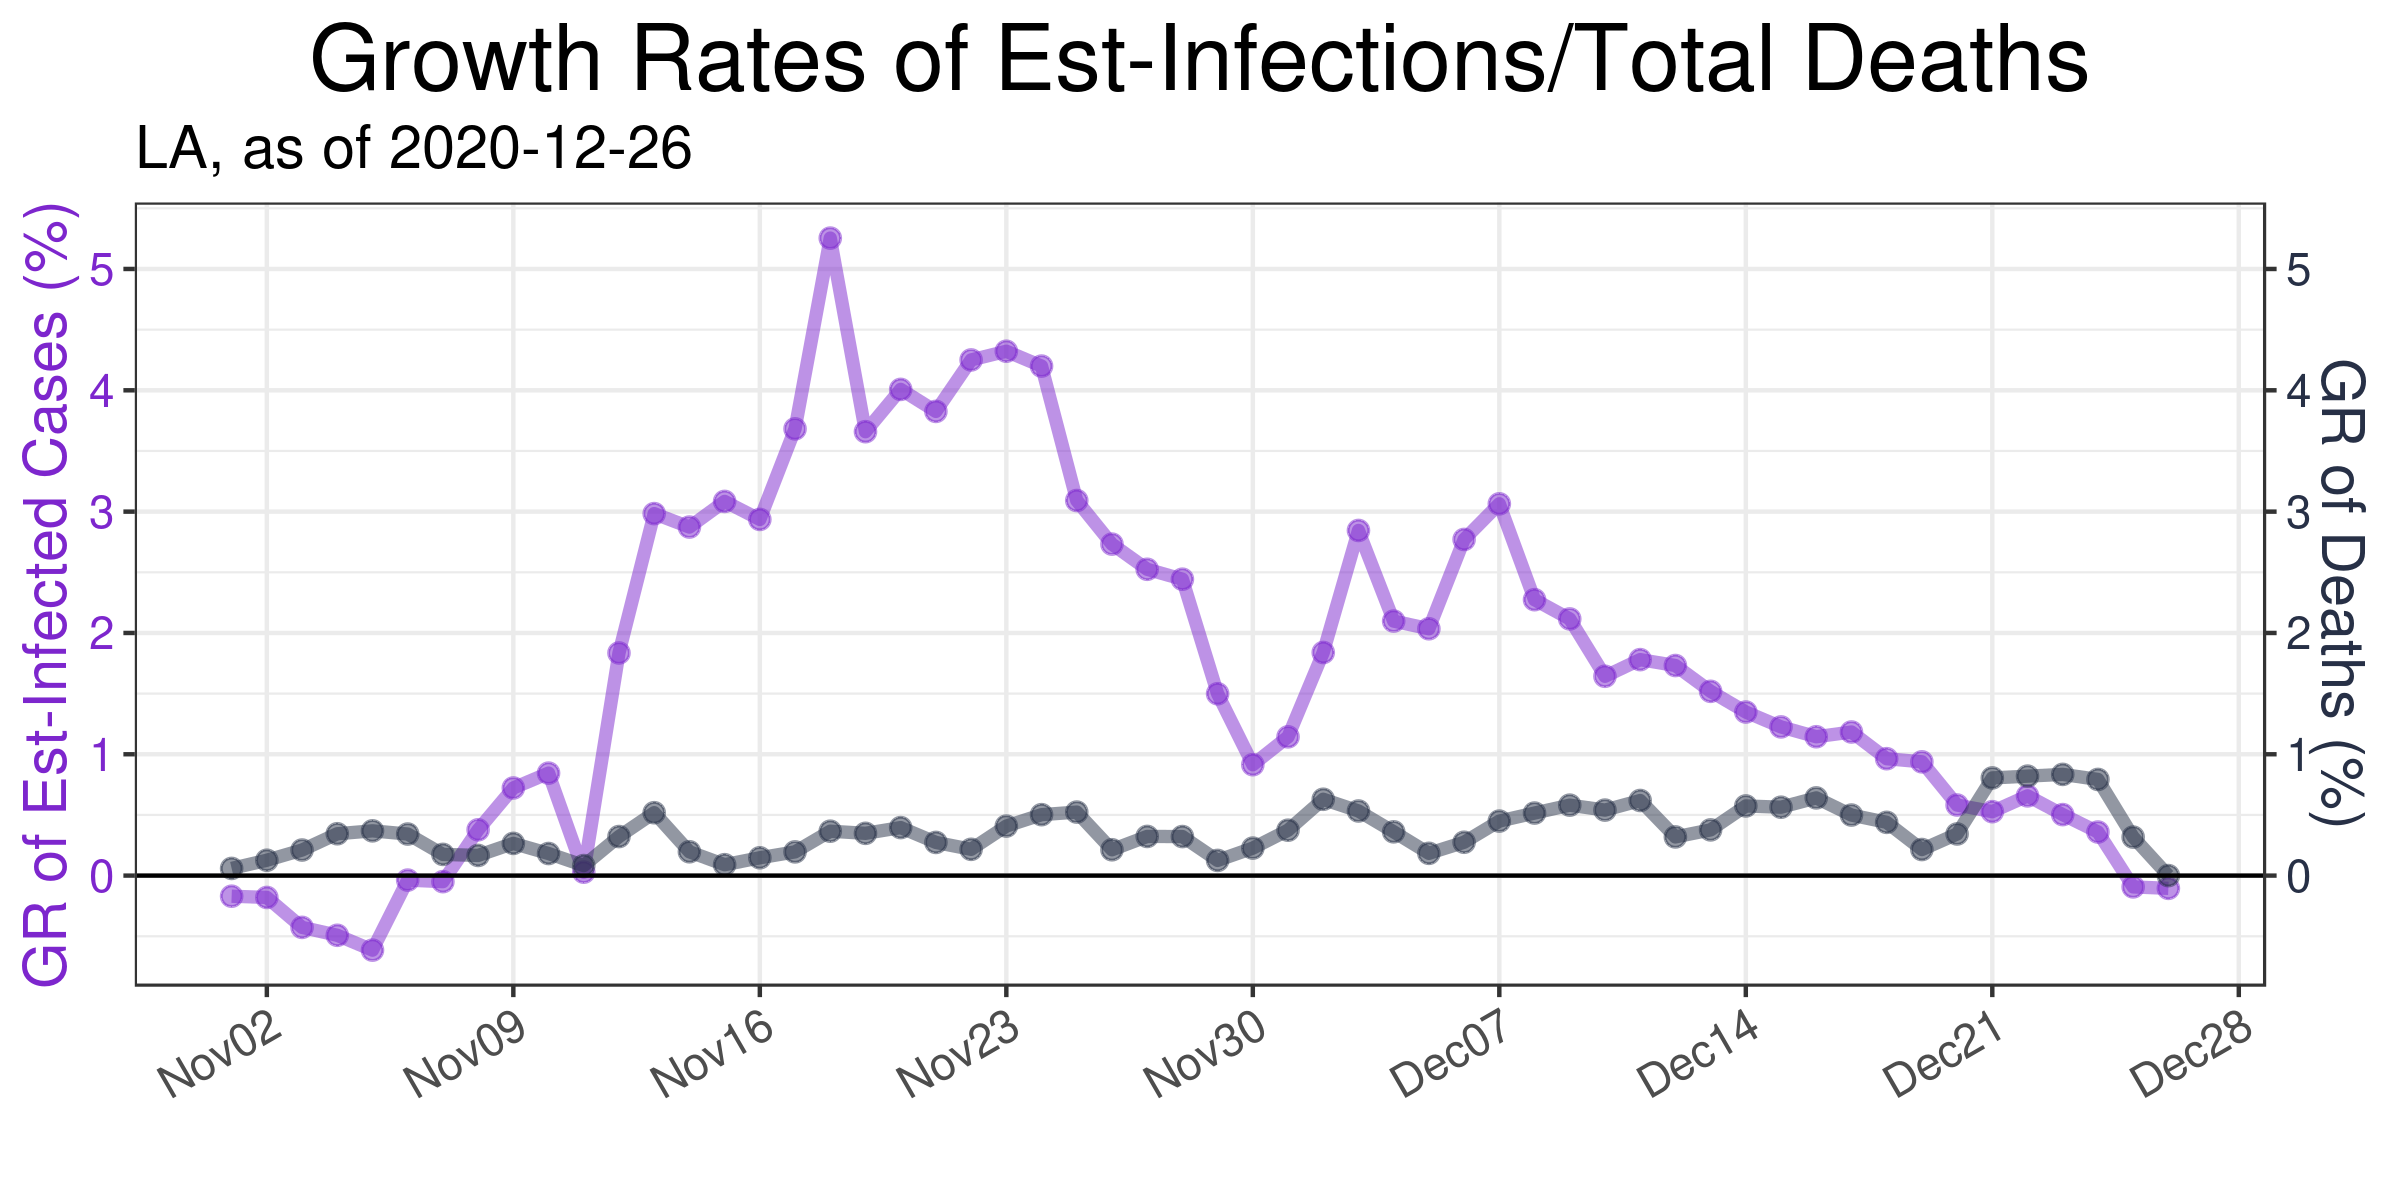 Growth Rates of Est-Infections/Total Deaths
LA, as of 2020-12-26
GR of Est-Infected Cases (%)
5
4
3
2
1
0
5
4
3
2
1
0
GR of Deaths (%)
Nov02
Nov09
Nov16
Nov23
Nov30
Dec07
Dec14
Dec21
Dec28